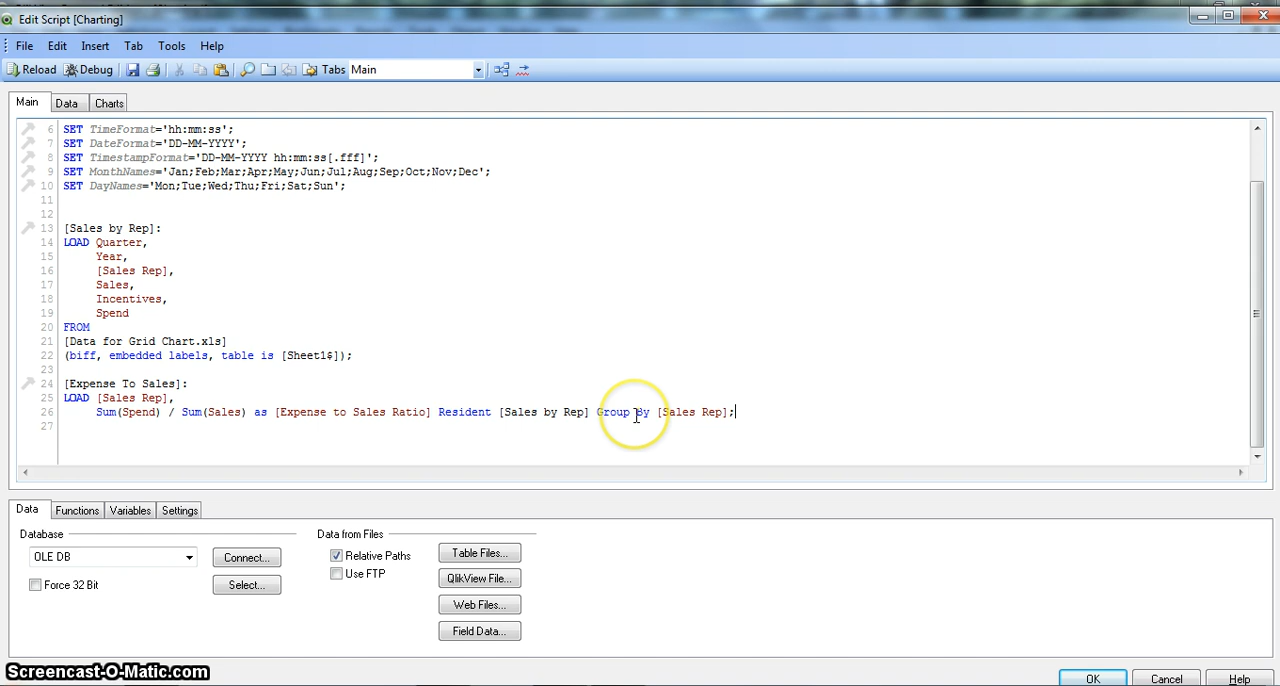 Edit Script [Charting]
File Edit Insert Tab Tools Help
Reload Debug Tabs Main
Main Data Charts
6 SET TimeFormat='hh:mm:ss';
7 SET DateFormat='DD-MM-YYYY';
8 SET TimestampFormat='DD-MM-YYYY hh:mm:ss[.fff]';
9 SET MonthNames='Jan;Feb;Mar;Apr;May;Jun;Jul;Aug;Sep;Oct;Nov;Dec';
10 SET DayNames='Mon;Tue;Wed;Thu;Fri;Sat;Sun';
11
12
13 [Sales by Rep]:
14 LOAD Quarter,
15 Year,
16 [Sales Rep],
17 Sales,
18 Incentives,
19 Spend
20 FROM
21 [Data for Grid Chart.xls]
22 (biff, embedded labels, table is [Sheet1$]);
23
24 [Expense To Sales]:
25 LOAD [Sales Rep],
26 Sum(Spend) / Sum(Sales) as [Expense to Sales Ratio] Resident [Sales by Rep] Group By [Sales Rep];
27
Data Functions Variables Settings
Database Data from Files
OLE DB Connect... Relative Paths Table Files...
Force 32 Bit Select... Use FTP QlikView File...
Web Files...
Field Data...
Screencast-O-Matic.com OK Cancel Help